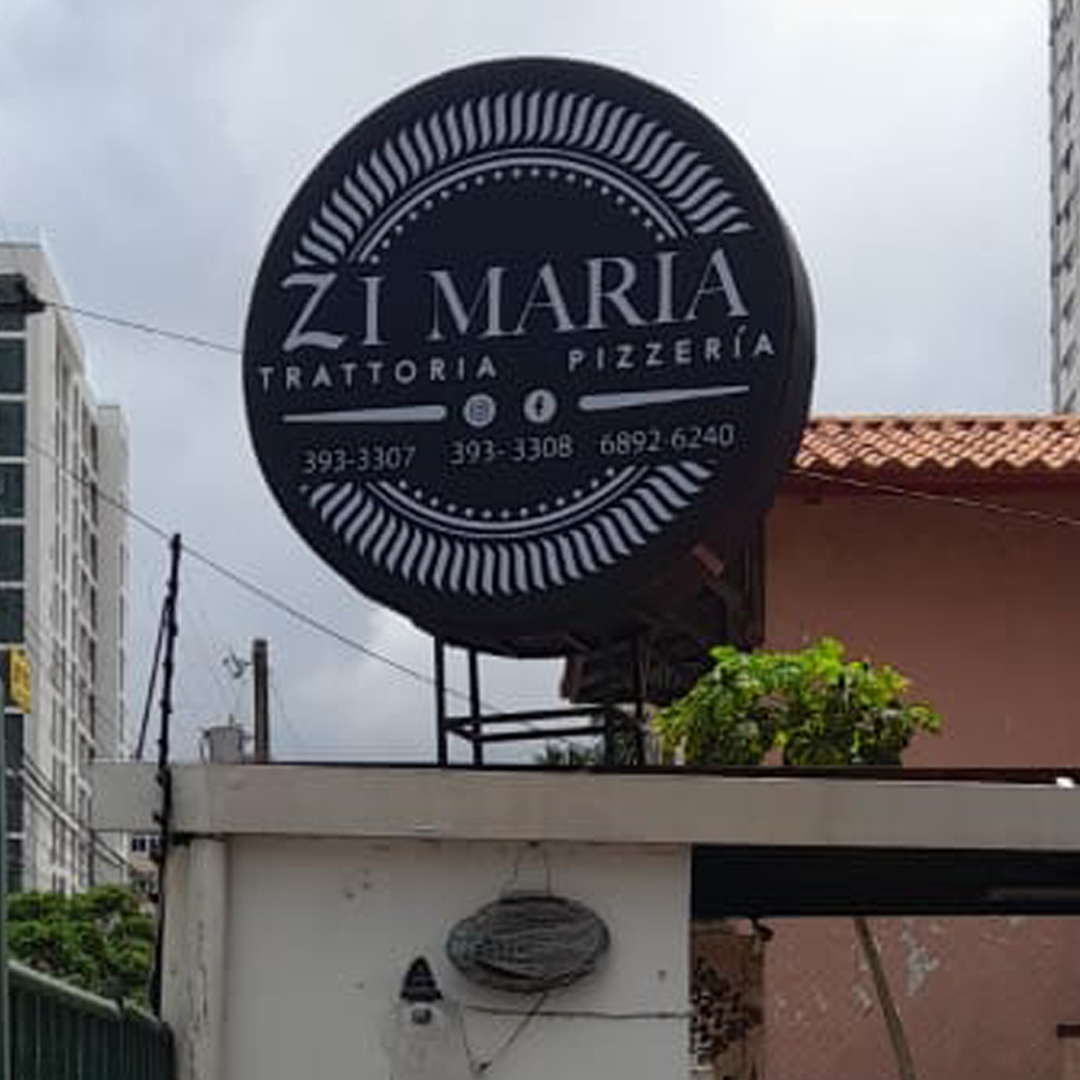 ZI MARIA
TRATTORIA PIZZERÍA
393-3307 393-3308 6892-6240